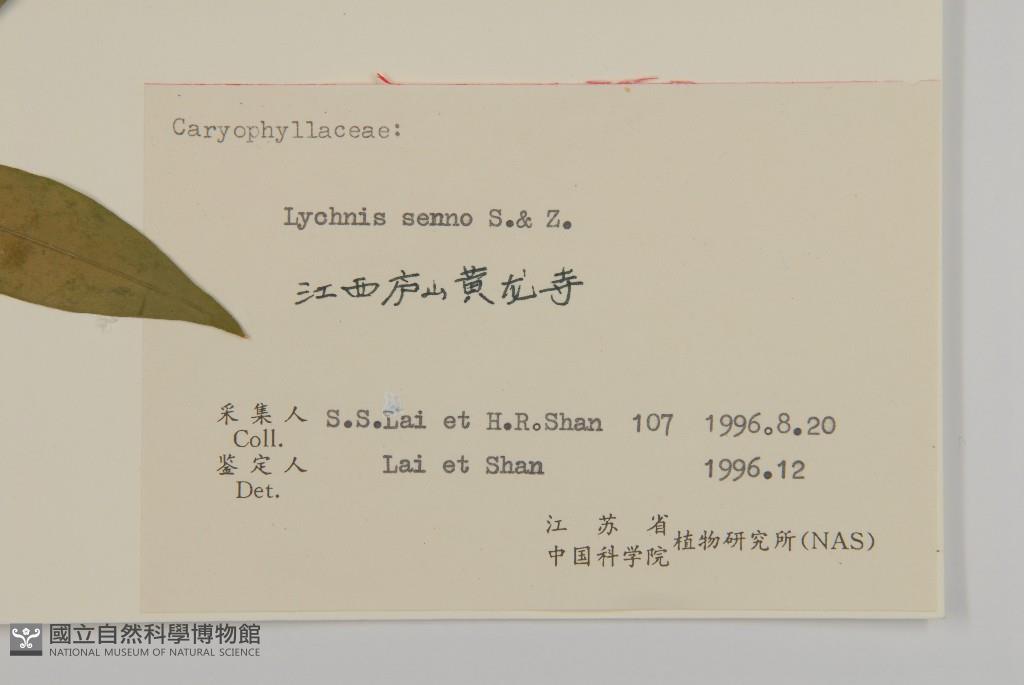 Caryophyllaceae:
Lychnis senno S.& Z.
江西庐山黄龙寺
采集人 S.S.Lai et H.R.Shan 107 1996.8.20
Coll.
鉴定人 Lai et Shan 1996.12
Det.
江苏省
中国科学院 植物研究所(NAS)
國立自然科學博物館
NATIONAL MUSEUM OF NATURAL SCIENCE